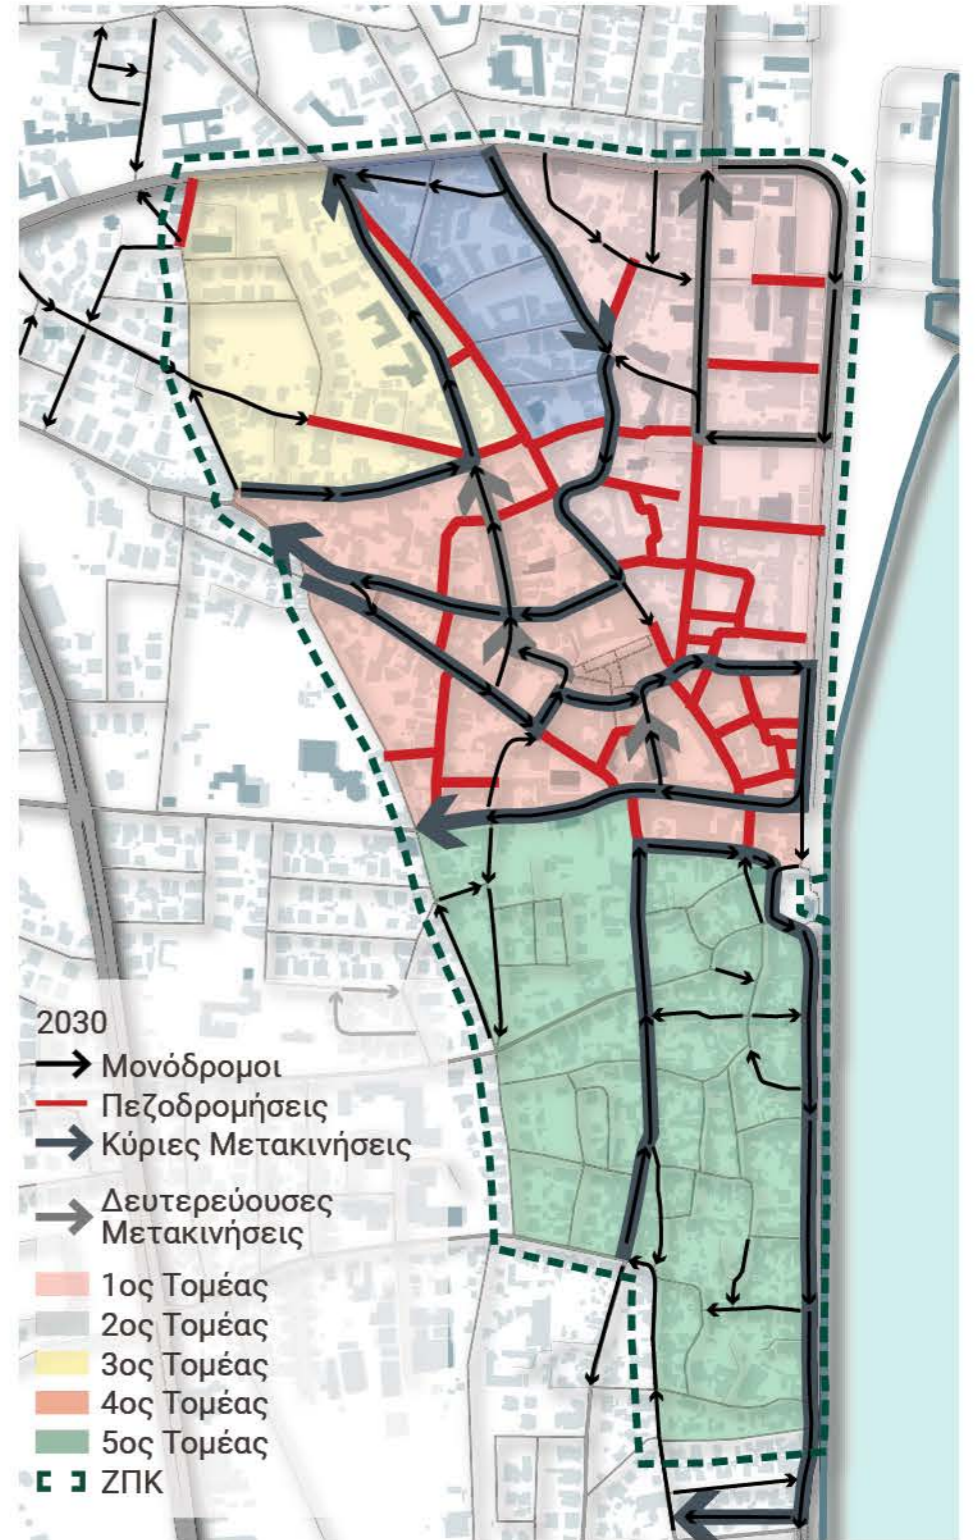 2030
Μονόδρομοι
Πεζοδρομήσεις
Κύριες Μετακινήσεις
Δευτερεύουσες
Μετακινήσεις
1ος Τομέας
2ος Τομέας
3ος Τομέας
4ος Τομέας
5ος Τομέας
ΖΠΚ